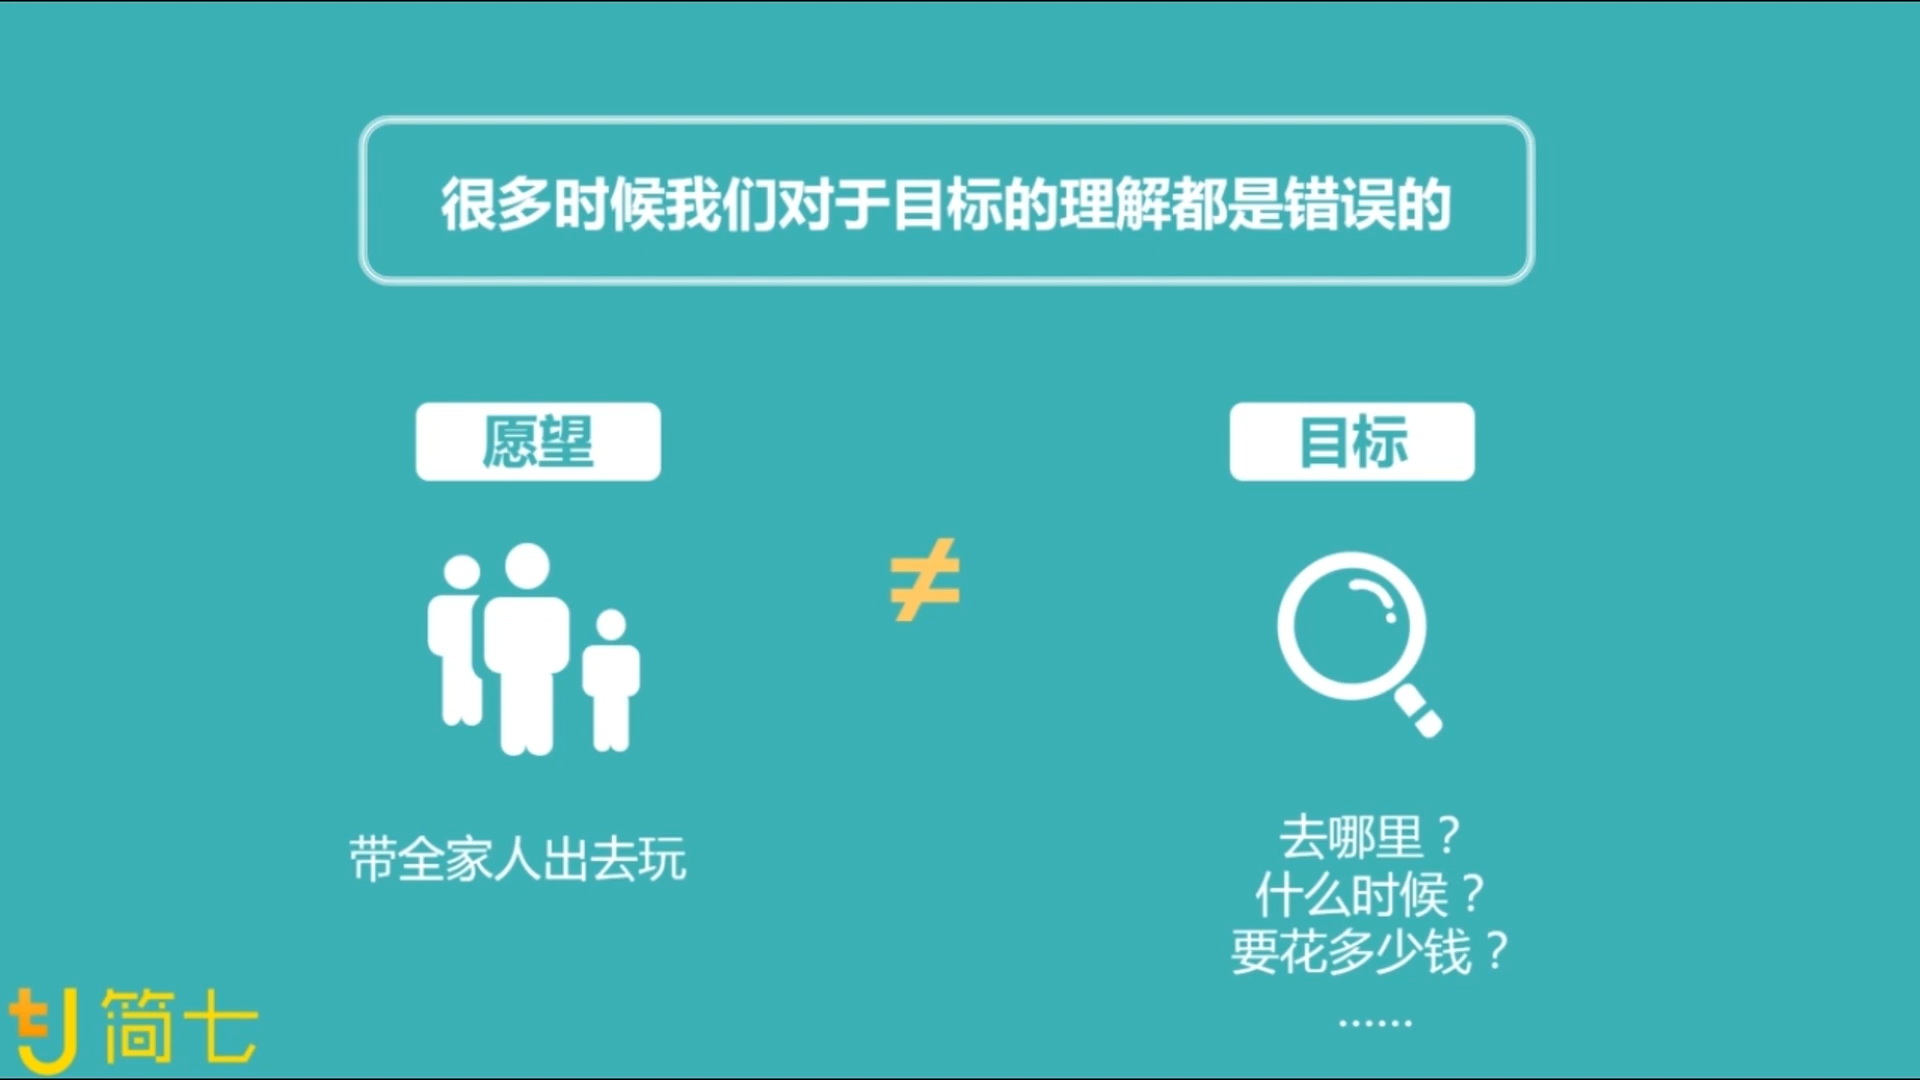 很多时候我们对于目标的理解都是错误的
愿望
目标
≠
带全家人出去玩
去哪里？
什么时候？
要花多少钱？
……
简七